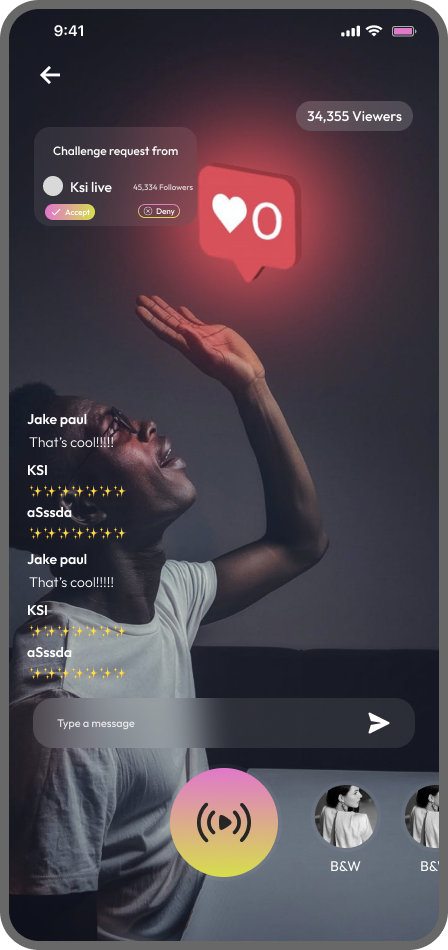 9:41
34,355 Viewers
Challenge request from
Ksi live 45,334 Followers
Accept Deny
0
Jake paul
That's cool!!!!!
KSI
✨✨✨✨✨✨✨✨
aSssda
✨✨✨✨✨✨✨✨
Jake paul
That's cool!!!!!
KSI
✨✨✨✨✨✨✨✨
aSssda
✨✨✨✨✨✨✨✨
Type a message
B&W B&